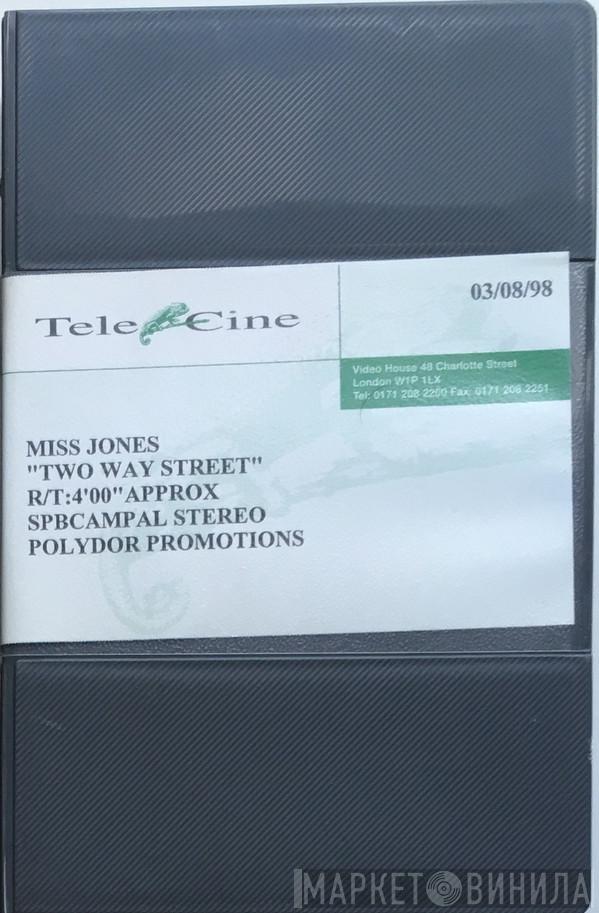 Tele Cine
03/08/98
Video House 48 Charlotte Street
London W1P 1LX
Tel: 0171 208 2200 Fax: 0171 208 2251
MISS JONES
"TWO WAY STREET"
R/T:4'00"APPROX
SPBCAMPAL STEREO
POLYDOR PROMOTIONS
МАРКЕТ ВИНИЛА